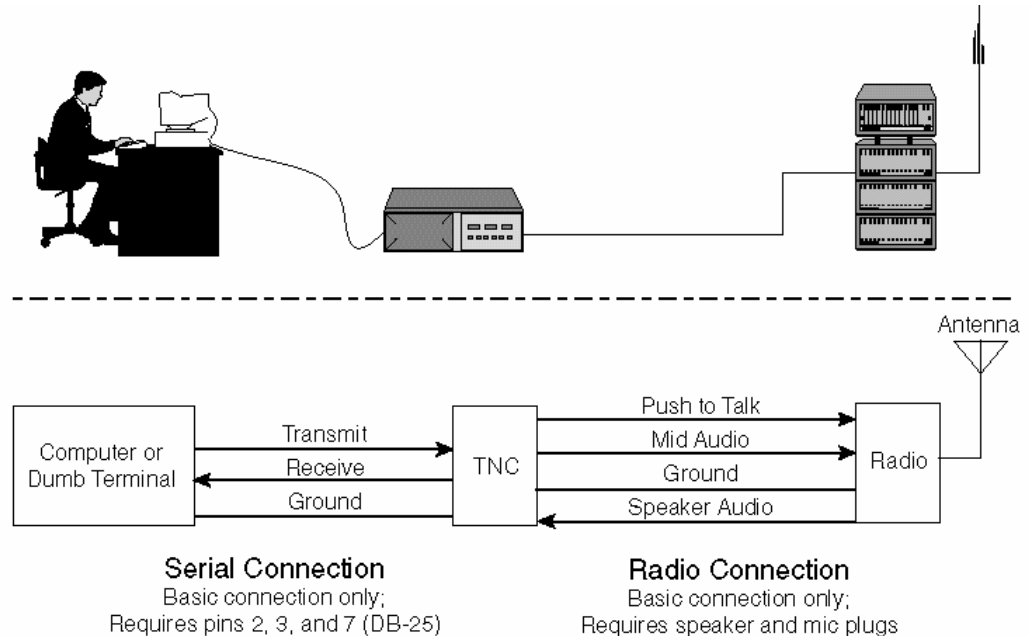 Antenna
Push to Talk
Transmit
Mid Audio
Computer or
Dumb Terminal
Receive
TNC
Ground
Radio
Ground
Speaker Audio
Serial Connection
Basic connection only;
Requires pins 2, 3, and 7 (DB-25)
Radio Connection
Basic connection only;
Requires speaker and mic plugs